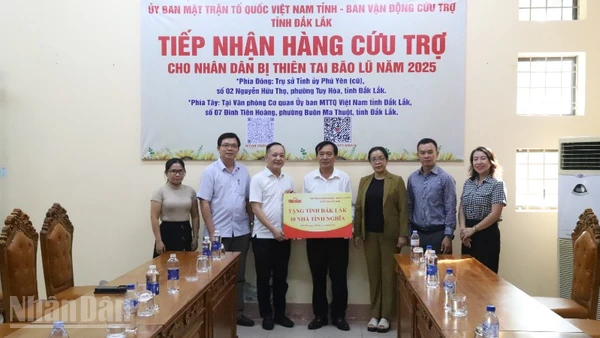 ỦY BAN MẶT TRẬN TỔ QUỐC VIỆT NAM TỈNH - BAN VẬN ĐỘNG CỨU TRỢ
TỈNH ĐẮK LẮK
TIẾP NHẬN HÀNG CỨU TRỢ
CHO NHÂN DÂN BỊ THIÊN TAI BÃO LŨ NĂM 2025
*Phía Đông: Trụ sở Tỉnh ủy Phú Yên (cũ),
số 02 Nguyễn Hữu Thọ, phường Tuy Hòa, tỉnh Đắk Lắk.
*Phía Tây: Tại Văn phòng Cơ quan Ủy ban MTTQ Việt Nam tỉnh Đắk Lắk,
số 07 Đinh Tiên Hoàng, phường Buôn Ma Thuột, tỉnh Đắk Lắk.
TẶNG TỈNH ĐẮK LẮK
10 NHÀ TÌNH NGHĨA
Nhân Dân